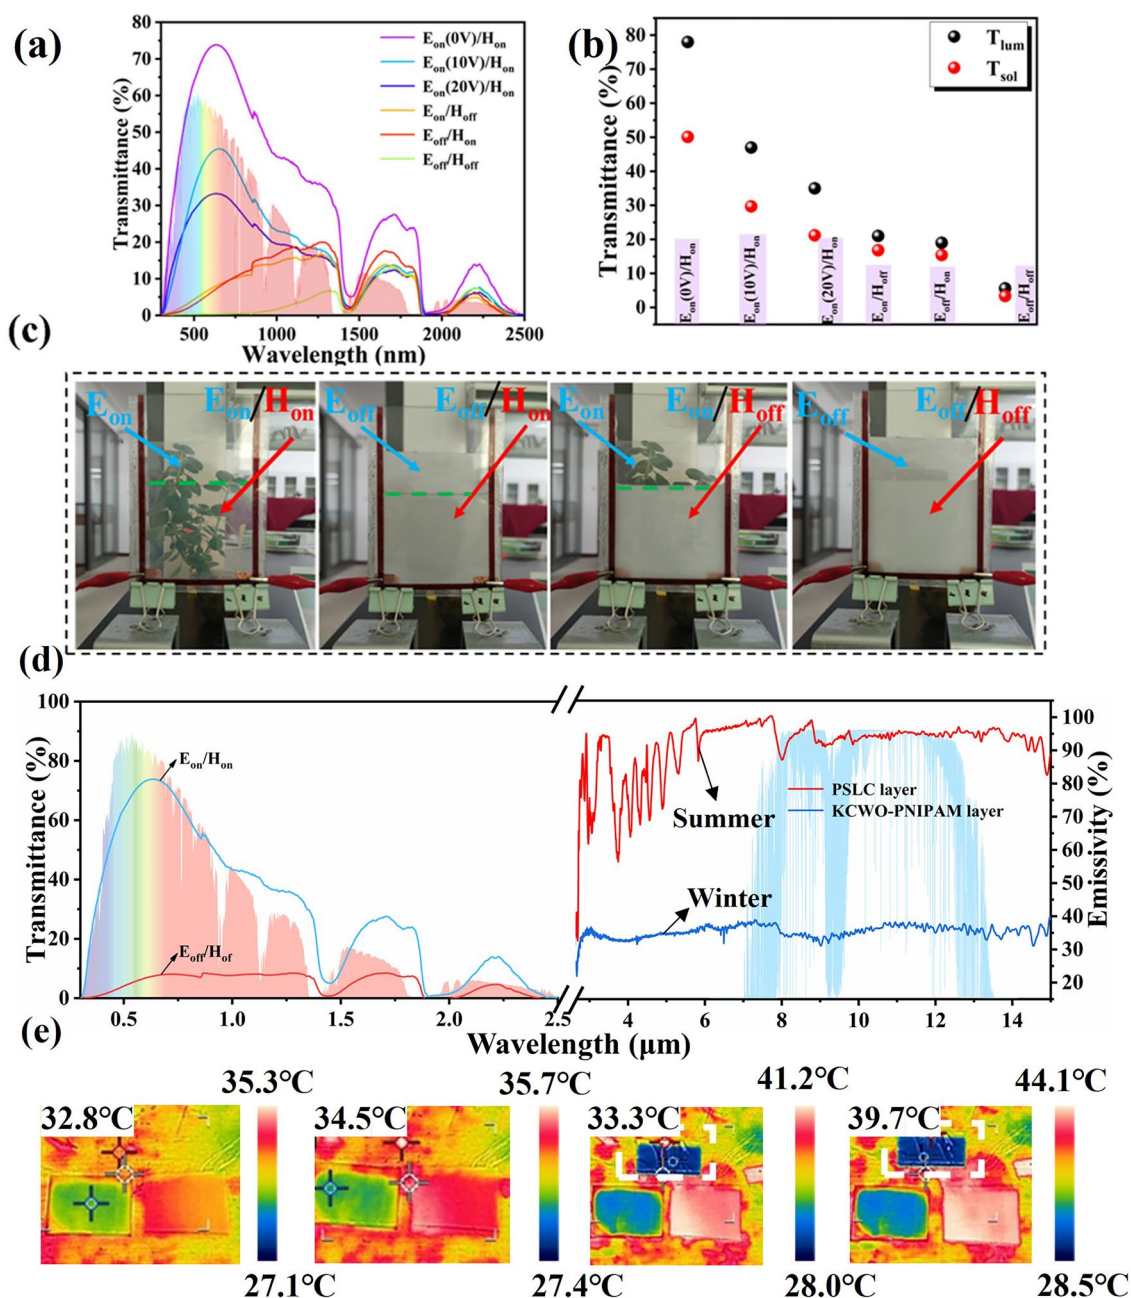 (a)
Transmittance (%)
80
70
60
50
40
30
20
10
0
500
1000
1500
2000
2500
Wavelength (nm)
Eon(0V)/Hon
Eon(10V)/Hon
Eon(20V)/Hon
Eon/Hoff
Eoff/Hon
Eoff/Hoff
(b)
Transmittance (%)
80
70
60
50
40
30
20
10
0
Tlum
Tsol
Eon(0V)/Hon
Eon(10V)/Hon
Eon(20V)/Hon
Eon/Hoff
Eoff/Hon
Eoff/Hoff
(c)
Eon
Eon/Hon
Eoff
Eoff/Hon
Eon
Eon/Hoff
Eoff
Eoff/Hoff
(d)
Transmittance (%)
100
80
60
40
20
0
Eon/Hon
Eoff/Hof
0.5
1.0
1.5
2.0
2.5
4
6
8
10
12
14
Wavelength (μm)
Summer
Winter
PSLC layer
KCWO-PNIPAM layer
100
90
80
70
60
50
40
30
20
Emissivity (%)
(e)
35.3°C
35.7°C
41.2°C
44.1°C
32.8°C
34.5°C
33.3°C
39.7°C
27.1°C
27.4°C
28.0°C
28.5°C